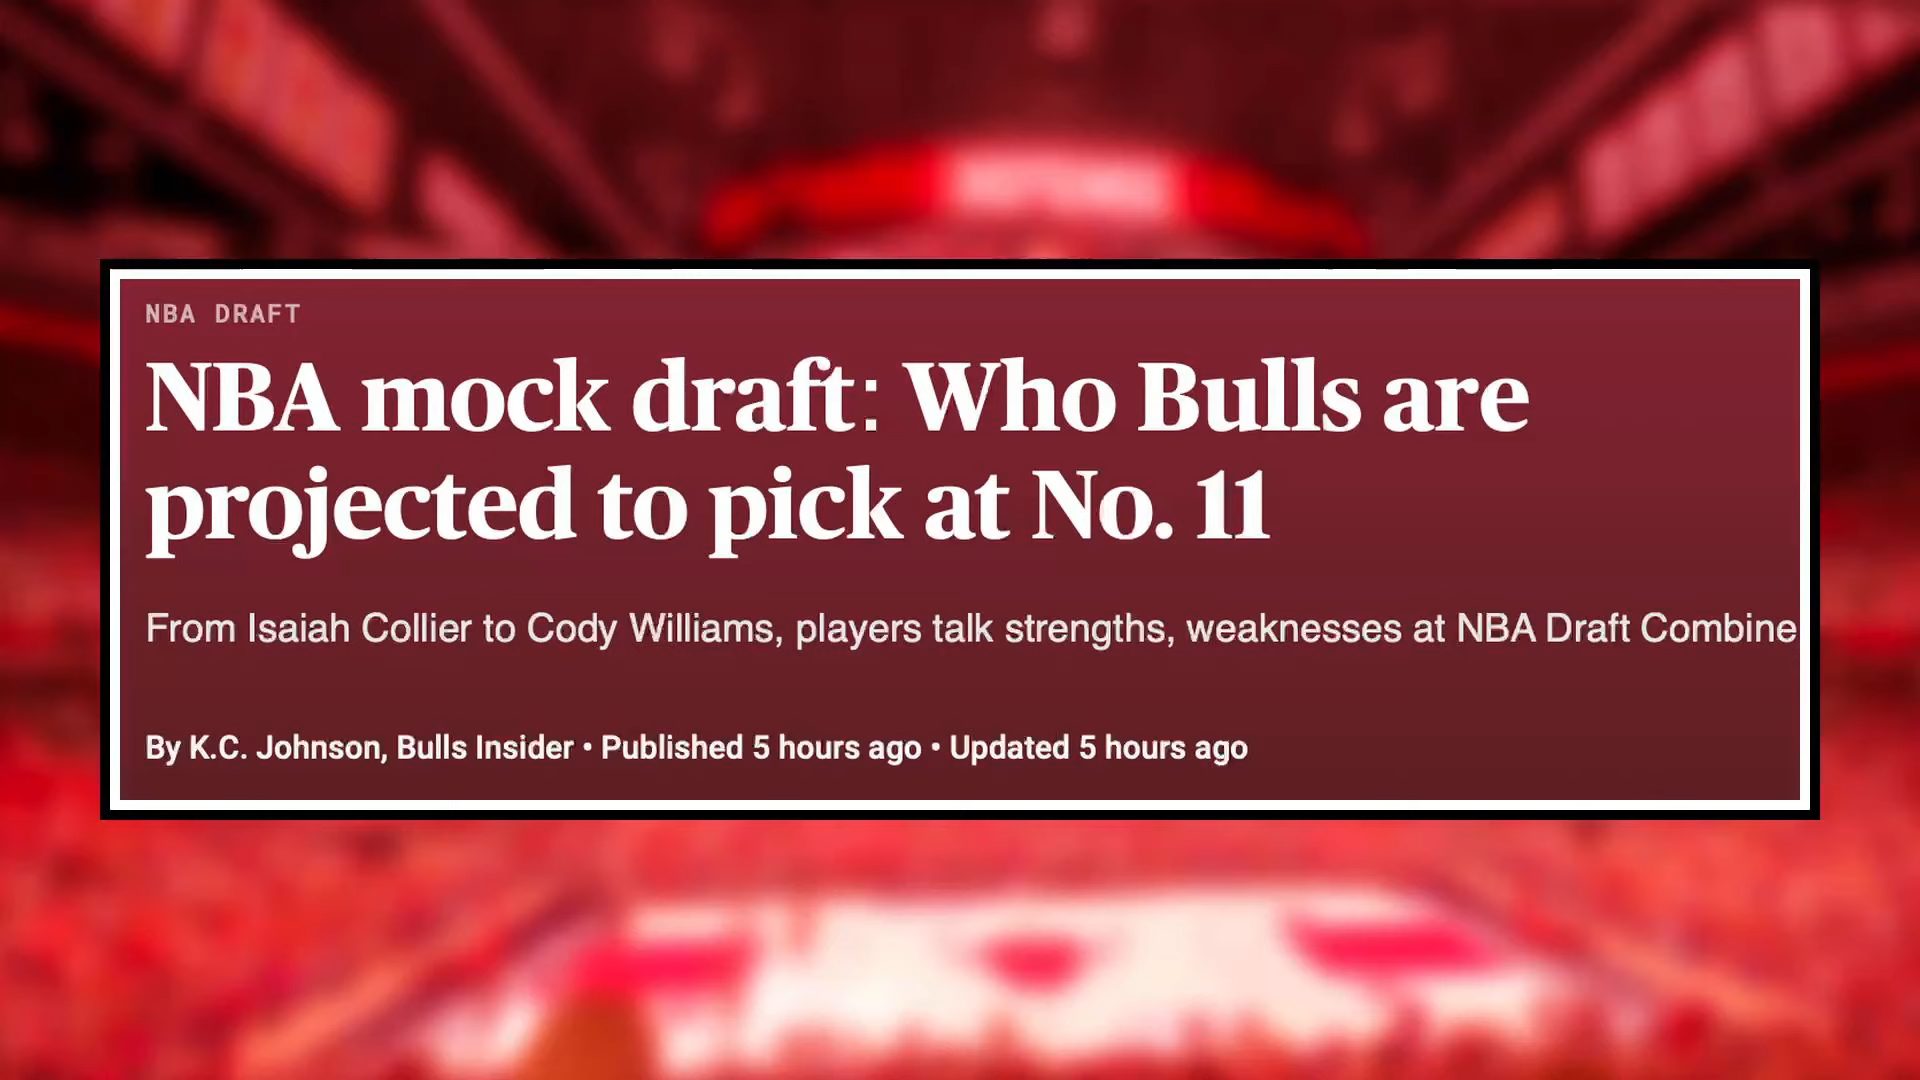 NBA DRAFT
NBA mock draft: Who Bulls are
projected to pick at No. 11
From Isaiah Collier to Cody Williams, players talk strengths, weaknesses at NBA Draft Combine
By K.C. Johnson, Bulls Insider • Published 5 hours ago • Updated 5 hours ago